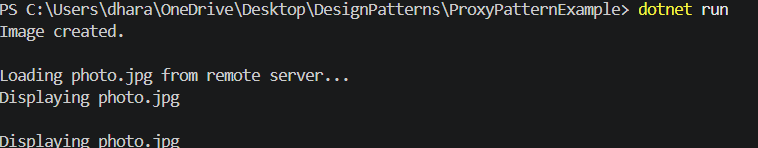 PS C:\Users\dhara\OneDrive\Desktop\DesignPatterns\ProxyPatternExample> dotnet run
Image created.
Loading photo.jpg from remote server...
Displaying photo.jpg
Displaying photo.jpg